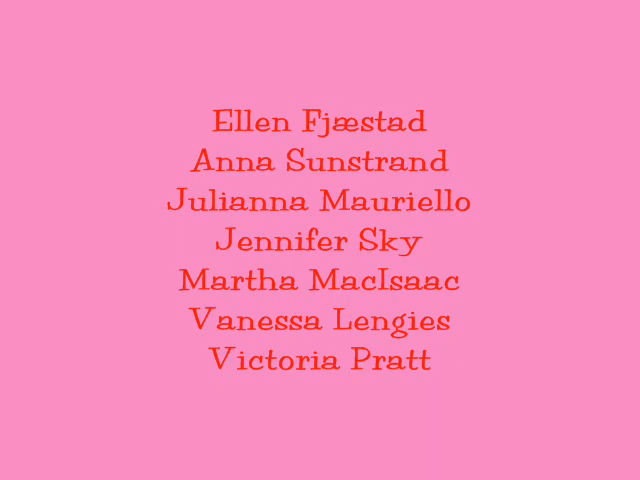 Ellen Fjæstad
Anna Sunstrand
Julianna Mauriello
Jennifer Sky
Martha MacIsaac
Vanessa Lengies
Victoria Pratt